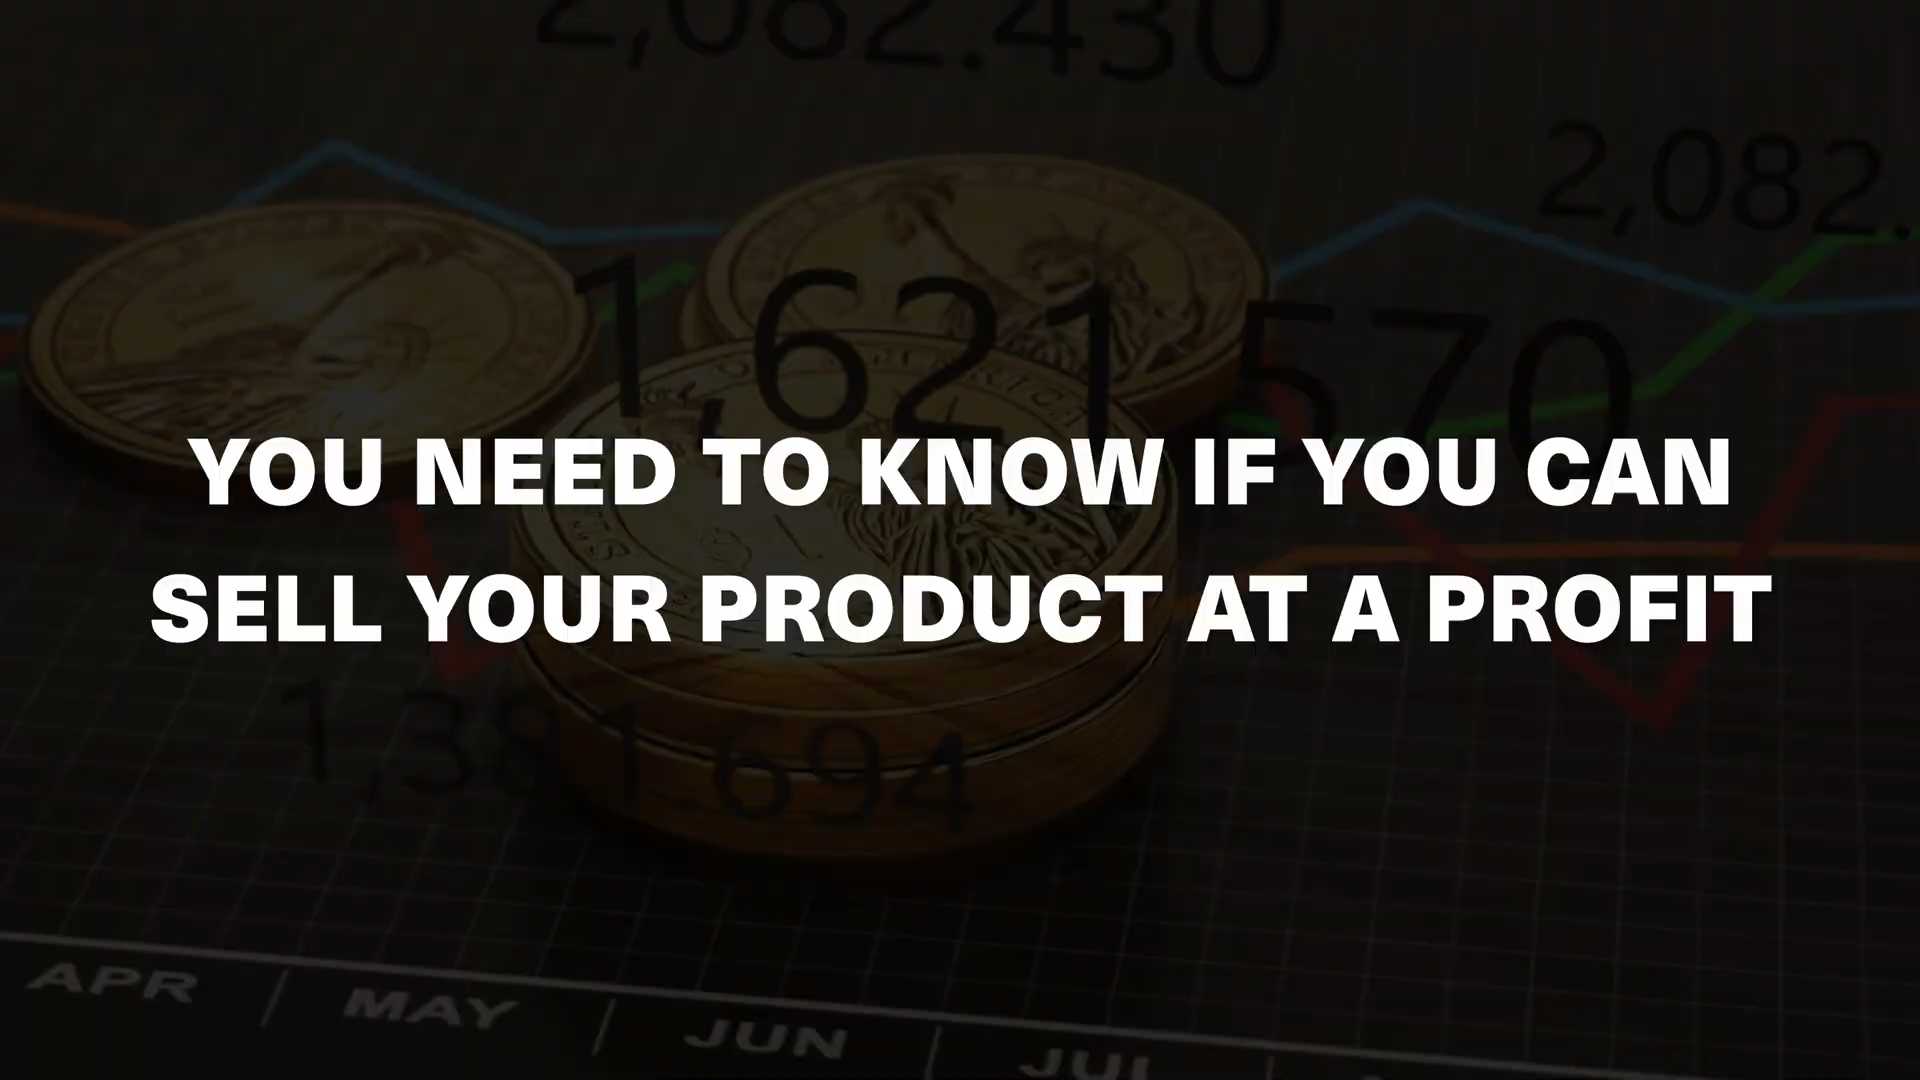 2,082.430
2,082.
1,621.570
YOU NEED TO KNOW IF YOU CAN
SELL YOUR PRODUCT AT A PROFIT
1,381.694
APR
MAY
JUN
JUL